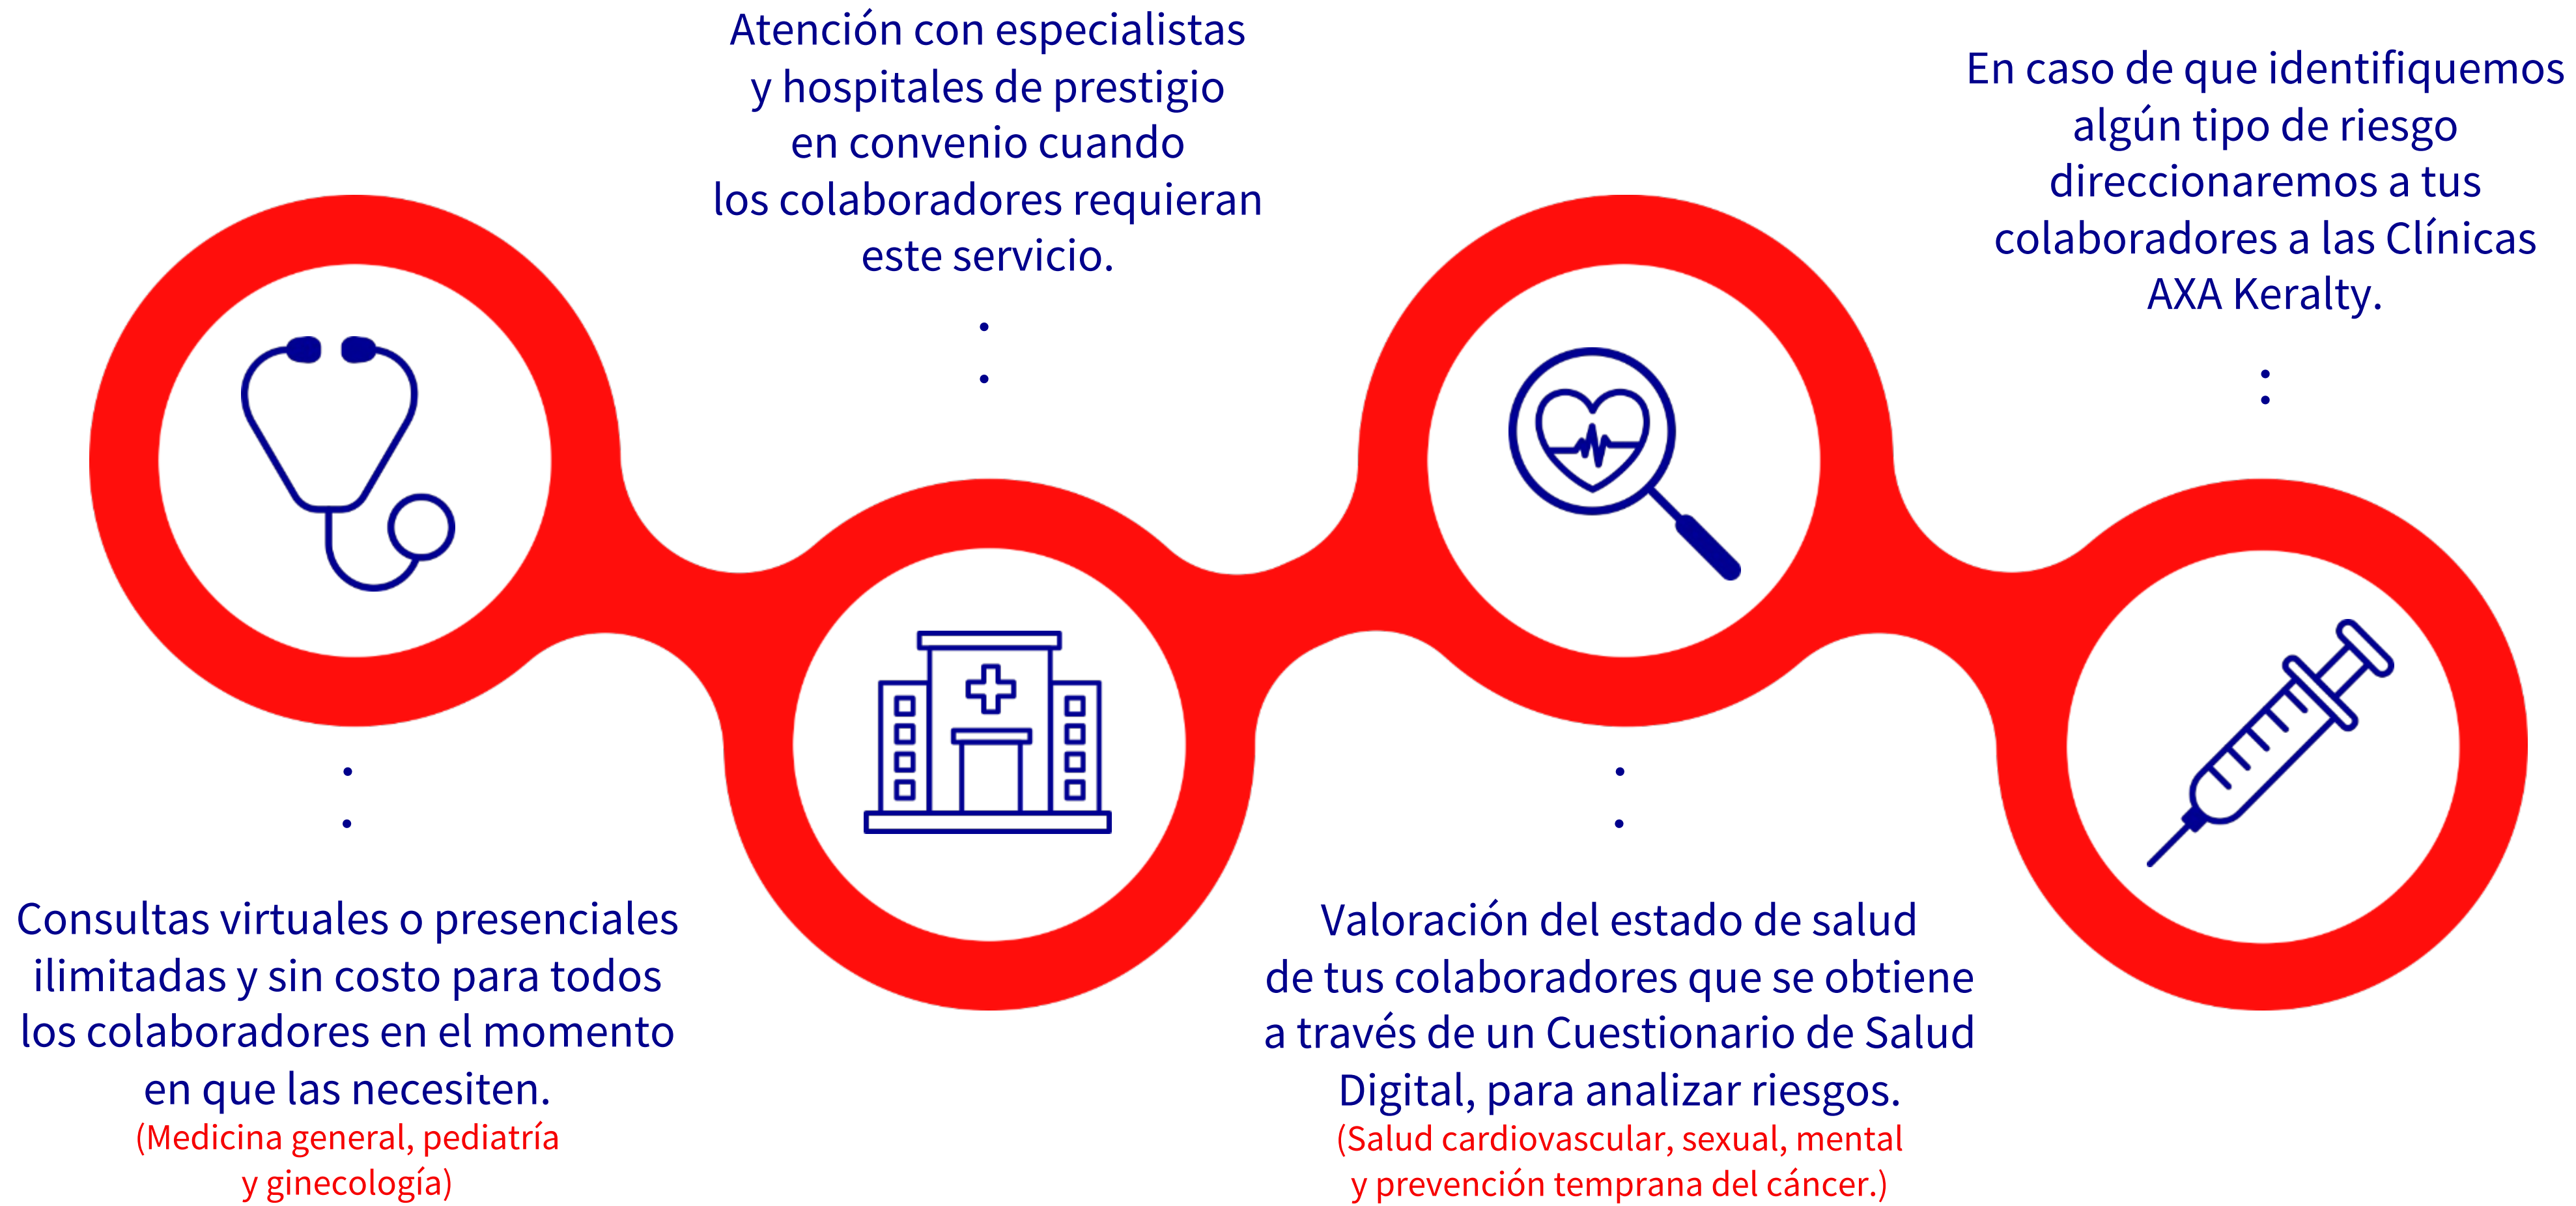 Atención con especialistas
y hospitales de prestigio
en convenio cuando
los colaboradores requieran
este servicio.
En caso de que identifiquemos
algún tipo de riesgo
direccionaremos a tus
colaboradores a las Clínicas
AXA Keralty.
Consultas virtuales o presenciales
ilimitadas y sin costo para todos
los colaboradores en el momento
en que las necesiten.
(Medicina general, pediatría
y ginecología)
Valoración del estado de salud
de tus colaboradores que se obtiene
a través de un Cuestionario de Salud
Digital, para analizar riesgos.
(Salud cardiovascular, sexual, mental
y prevención temprana del cáncer.)